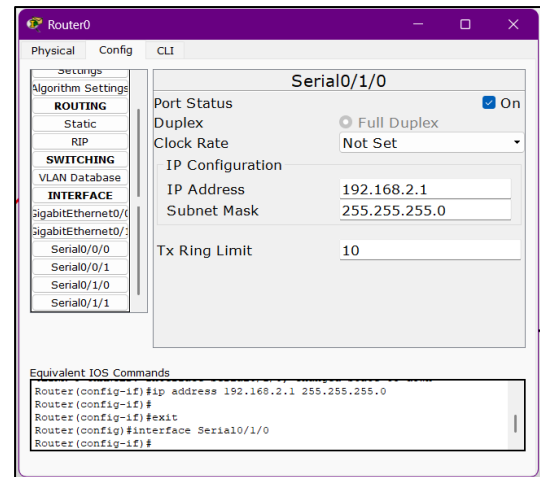 Router0
Physical Config CLI
Settings
Algorithm Settings
ROUTING
Static
RIP
SWITCHING
VLAN Database
INTERFACE
GigabitEthernet0/0
Serial0/0/0
Serial0/0/1
Serial0/1/0
Serial0/1/1
Serial0/1/0
Port Status On
Duplex Full Duplex
Clock Rate Not Set
IP Configuration
IP Address 192.168.2.1
Subnet Mask 255.255.255.0
Tx Ring Limit 10
Equivalent IOS Commands
Router(config-if)#ip address 192.168.2.1 255.255.255.0
Router(config-if)#
Router(config-if)#exit
Router(config)#interface Serial0/1/0
Router(config-if)#